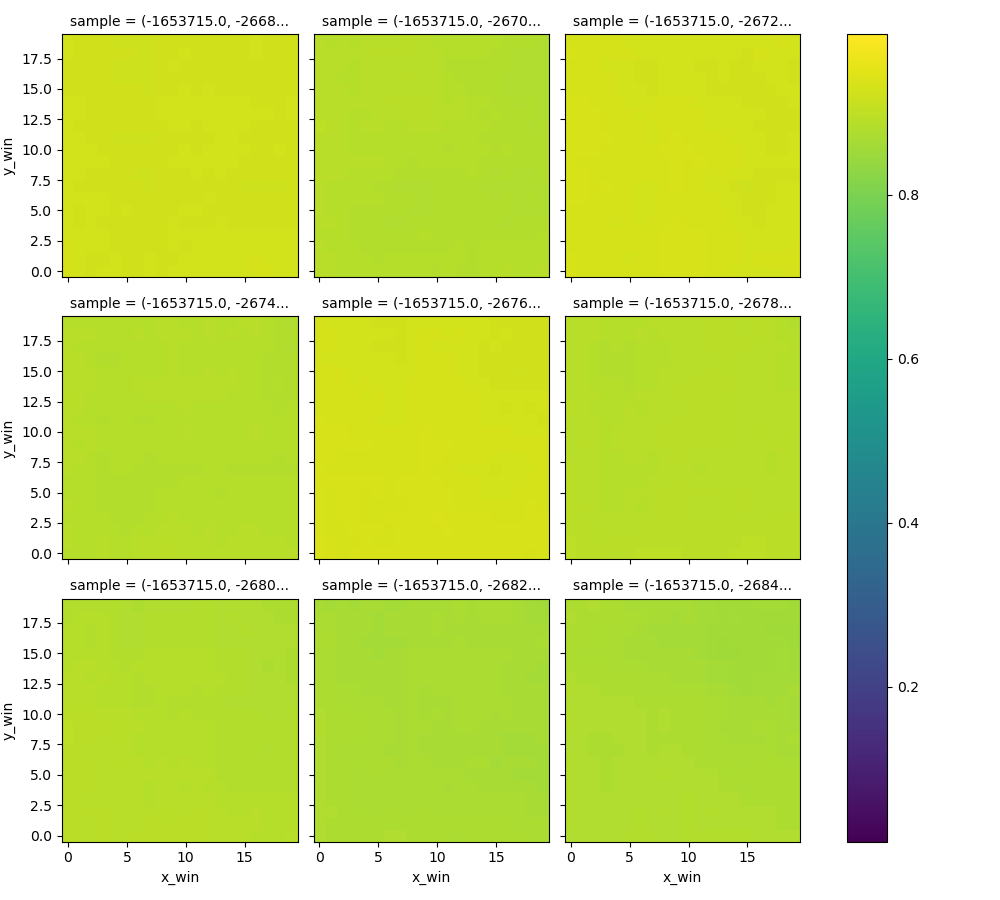 sample = (-1653715.0, -2668...
sample = (-1653715.0, -2670...
sample = (-1653715.0, -2672...
17.5
15.0
12.5
10.0
7.5
5.0
2.5
0.0
y_win
sample = (-1653715.0, -2674...
sample = (-1653715.0, -2676...
sample = (-1653715.0, -2678...
17.5
15.0
12.5
10.0
7.5
5.0
2.5
0.0
y_win
sample = (-1653715.0, -2680...
sample = (-1653715.0, -2682...
sample = (-1653715.0, -2684...
17.5
15.0
12.5
10.0
7.5
5.0
2.5
0.0
y_win
0 5 10 15
0 5 10 15
0 5 10 15
x_win
x_win
x_win
0.8
0.6
0.4
0.2